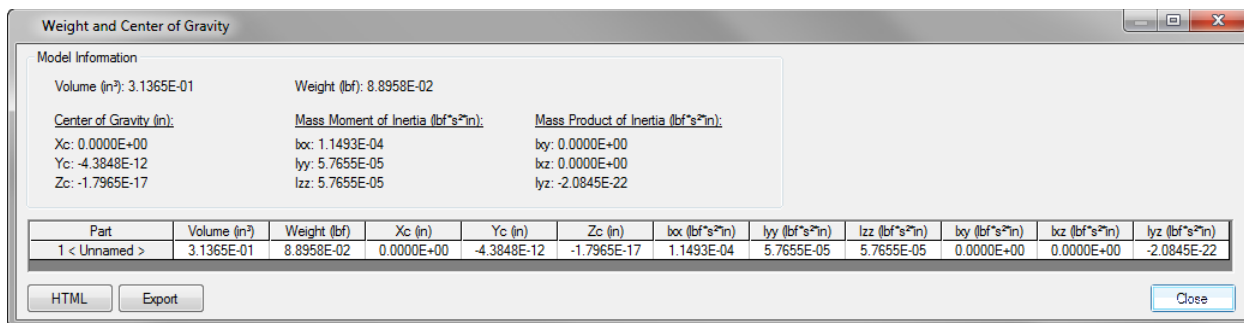 Weight and Center of Gravity
Model Information
Volume (in³): 3.1365E-01 Weight (lbf): 8.8958E-02
Center of Gravity (in): Mass Moment of Inertia (lbf*s²*in): Mass Product of Inertia (lbf*s²*in):
Xc: 0.0000E+00 Ixx: 1.1493E-04 Ixy: 0.0000E+00
Yc: -4.3848E-12 Iyy: 5.7655E-05 Ixz: 0.0000E+00
Zc: -1.7965E-17 Izz: 5.7655E-05 Iyz: -2.0845E-22
Part Volume (in³) Weight (lbf) Xc (in) Yc (in) Zc (in) Ixx (lbf*s²*in) Iyy (lbf*s²*in) Izz (lbf*s²*in) Ixy (lbf*s²*in) Ixz (lbf*s²*in) Iyz (lbf*s²*in)
1 < Unnamed > 3.1365E-01 8.8958E-02 0.0000E+00 -4.3848E-12 -1.7965E-17 1.1493E-04 5.7655E-05 5.7655E-05 0.0000E+00 0.0000E+00 -2.0845E-22
HTML Export Close